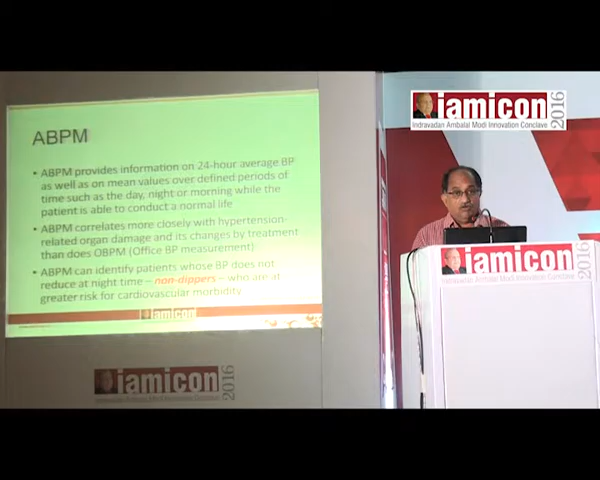 iamicon
2016
Indravadan Ambalal Modi Innovation Conclave
ABPM
• ABPM provides information on 24-hour average BP
as well as on mean values over defined periods of
time such as the day, night or morning while the
patient is able to conduct a normal life
• ABPM correlates more closely with hypertension-
related organ damage and its changes by treatment
than does OBPM (Office BP measurement)
• ABPM can identify patients whose BP does not
reduce at night time – non-dippers – who are at
greater risk for cardiovascular morbidity
iamicon
iamicon
2016
Indravadan Ambalal Modi Innovation Conclave
iamicon
2016
Indravadan Ambalal Modi Innovation Conclave